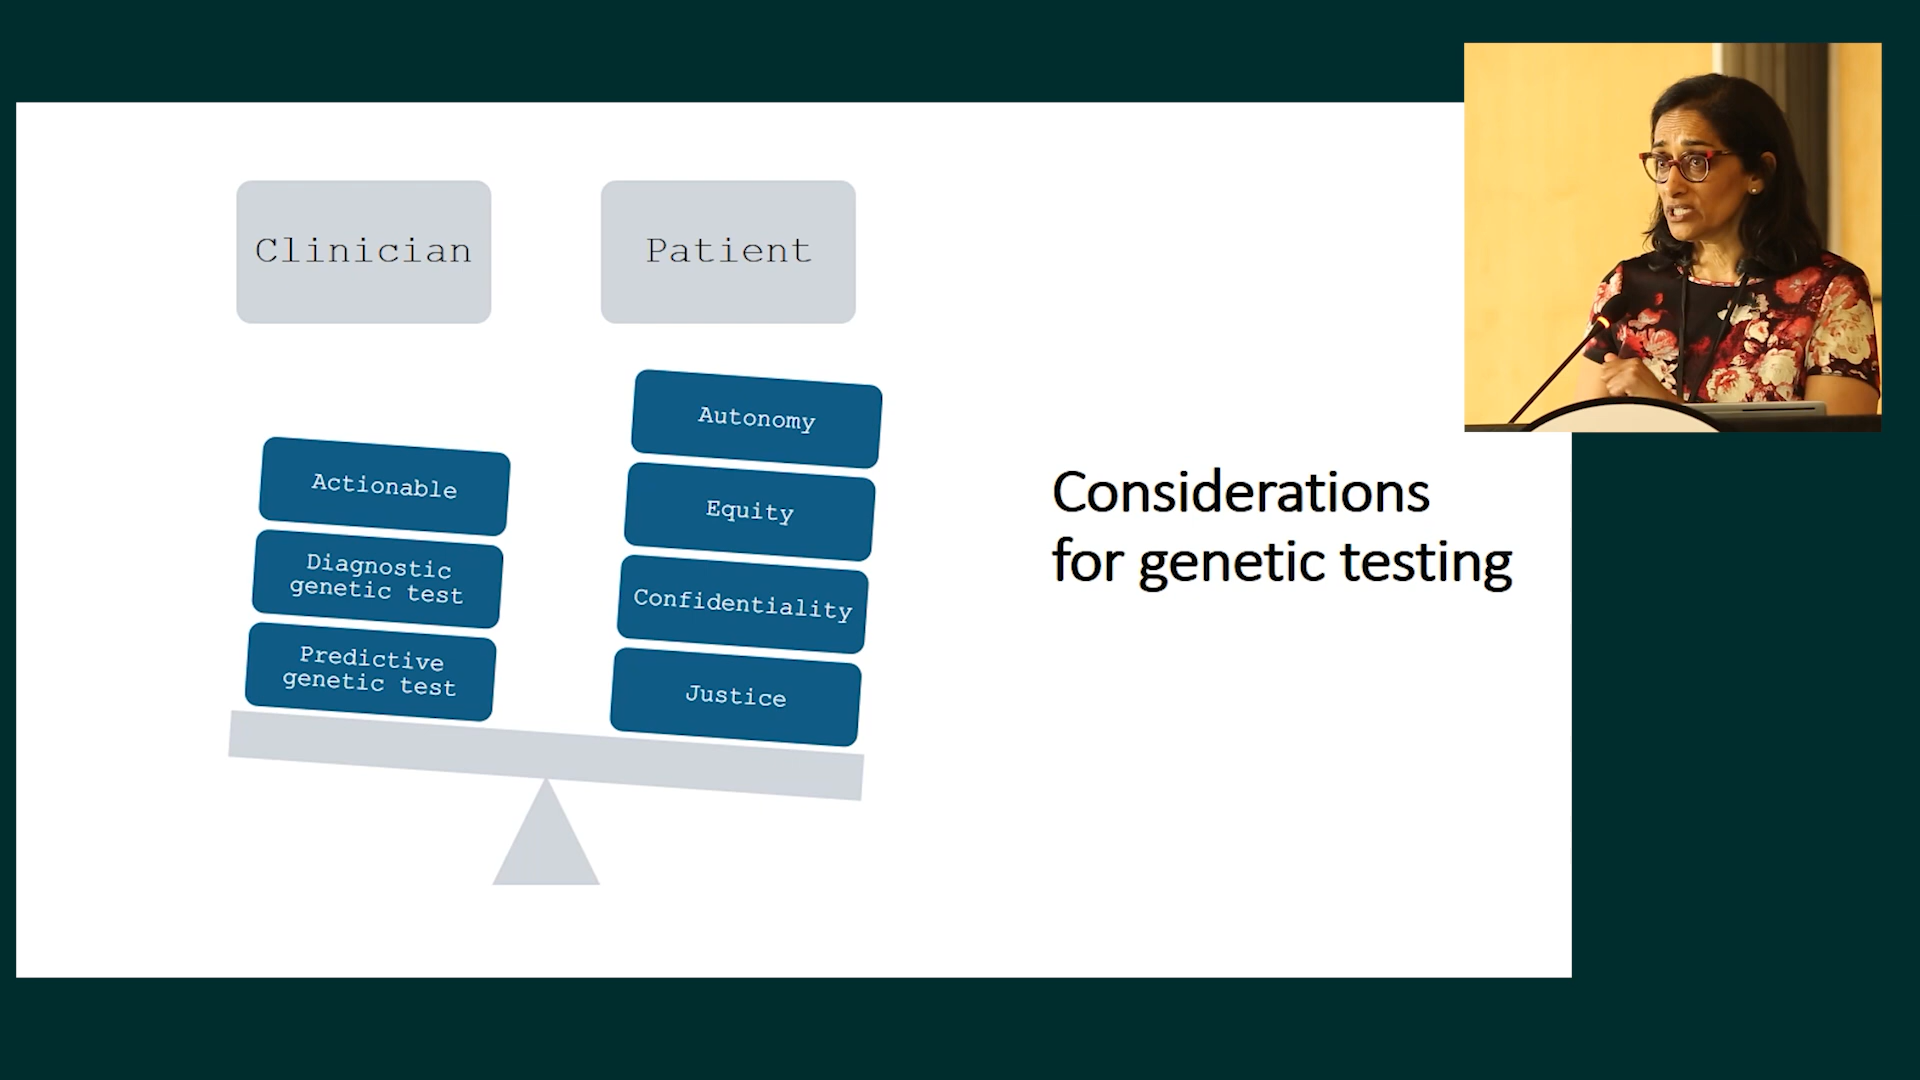 Clinician
Patient
Actionable
Diagnostic
genetic test
Predictive
genetic test
Autonomy
Equity
Confidentiality
Justice
Considerations
for genetic testing